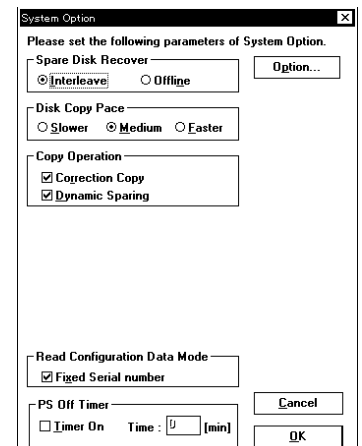 System Option
Please set the following parameters of System Option.
Spare Disk Recover
Interleave Offline
Option...
Disk Copy Pace
Slower Medium Faster
Copy Operation
Correction Copy
Dynamic Sparing
Read Configuration Data Mode
Fixed Serial number
PS Off Timer
Timer On Time : 0 [min]
Cancel
OK